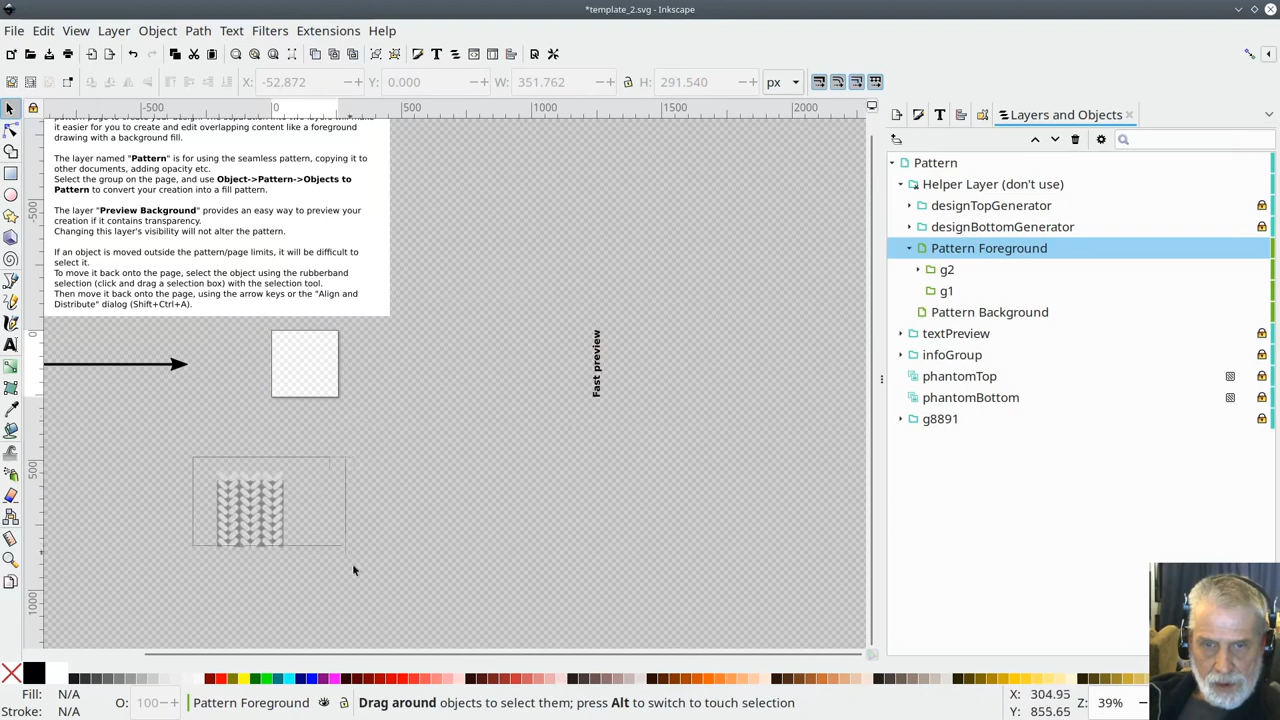 *template_2.svg - Inkscape
File Edit View Layer Object Path Text Filters Extensions Help
X: -52.872 Y: 0.000 W: 351.762 H: 291.540 px
Layers and Objects
-500 0 500 1000 1500 2000
it easier for you to create and edit overlapping content like a foreground
drawing with a background fill.
The layer named "Pattern" is for using the seamless pattern, copying it to
other documents, adding opacity etc.
Select the group on the page, and use Object->Pattern->Objects to
Pattern to convert your creation into a fill pattern.
The layer "Preview Background" provides an easy way to preview your
creation if it contains transparency.
Changing this layer's visibility will not alter the pattern.
If an object is moved outside the pattern/page limits, it will be difficult to
select it.
To move it back onto the page, select the object using the rubberband
selection (click and drag a selection box) with the selection tool.
Then move it back onto the page, using the arrow keys or the "Align and
Distribute" dialog (Shift+Ctrl+A).
-500
0
500
1000
Fast preview
Pattern
Helper Layer (don't use)
designTopGenerator
designBottomGenerator
Pattern Foreground
g2
g1
Pattern Background
textPreview
infoGroup
phantomTop
phantomBottom
g8891
Fill: N/A
Stroke: N/A
O: 100
Pattern Foreground
Drag around objects to select them; press Alt to switch to touch selection
X: 304.95
Y: 855.65
Z: 39%